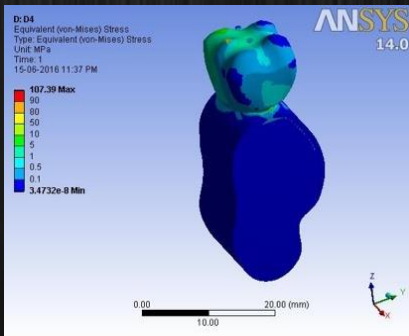 D: D4
Equivalent (von-Mises) Stress
Type: Equivalent (von-Mises) Stress
Unit: MPa
Time: 1
15-06-2016 11:37 PM
107.39 Max
90
80
50
10
5
1
0.5
0.1
3.4732e-8 Min
ANSYS
14.0
0.00
20.00 (mm)
10.00
Z
Y
X